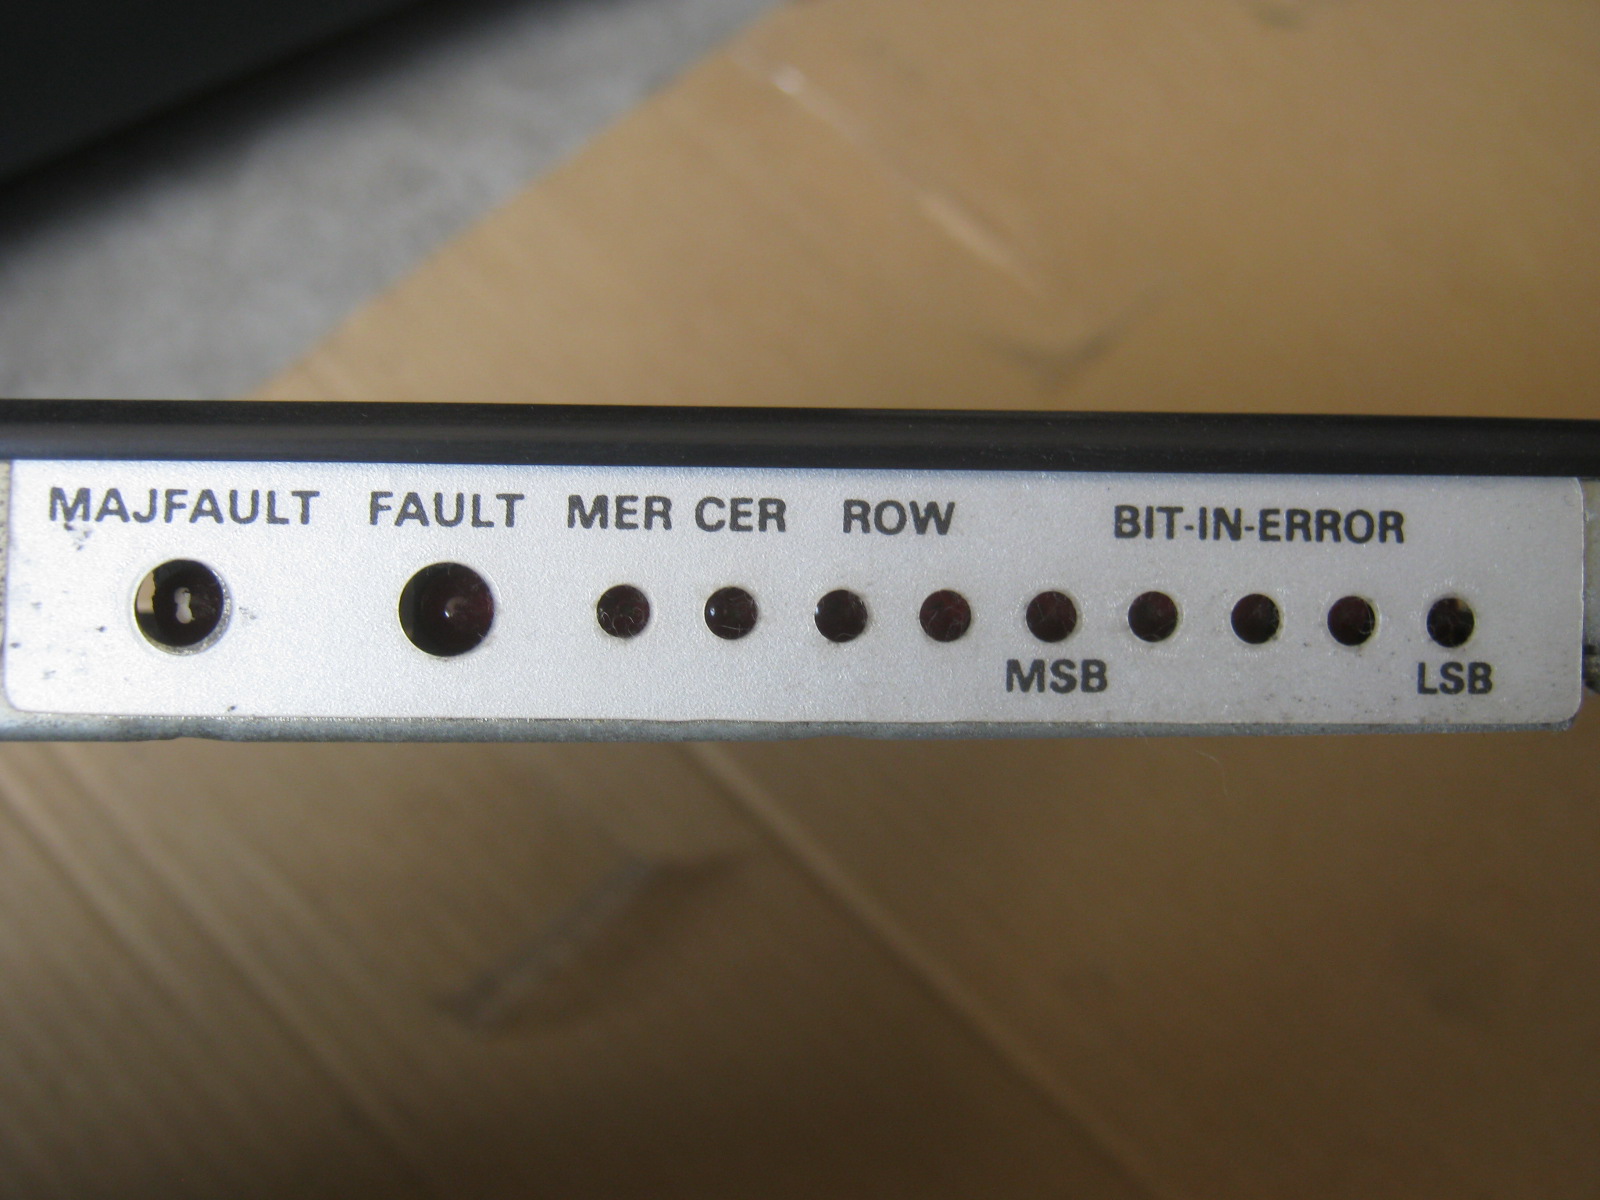 MAJFAULT FAULT MER CER ROW BIT-IN-ERROR
MSB LSB